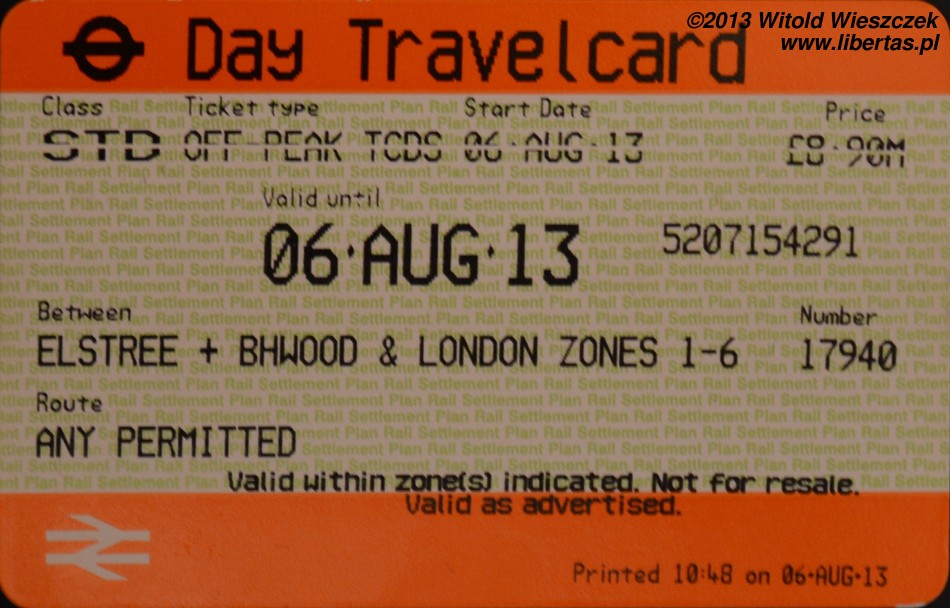 ©2013 Witold Wieszczek
www.libertas.pl
Day Travelcard
Class Ticket type Start Date Price
STD OFF-PEAK TCDS 06·AUG·13 £8·90M
Valid until
06·AUG·13 5207154291
Between Number
ELSTREE + BHWOOD & LONDON ZONES 1-6 17940
Route
ANY PERMITTED
Valid within zone(s) indicated. Not for resale.
Valid as advertised.
Printed 10:48 on 06·AUG·13
Rail Settlement Plan